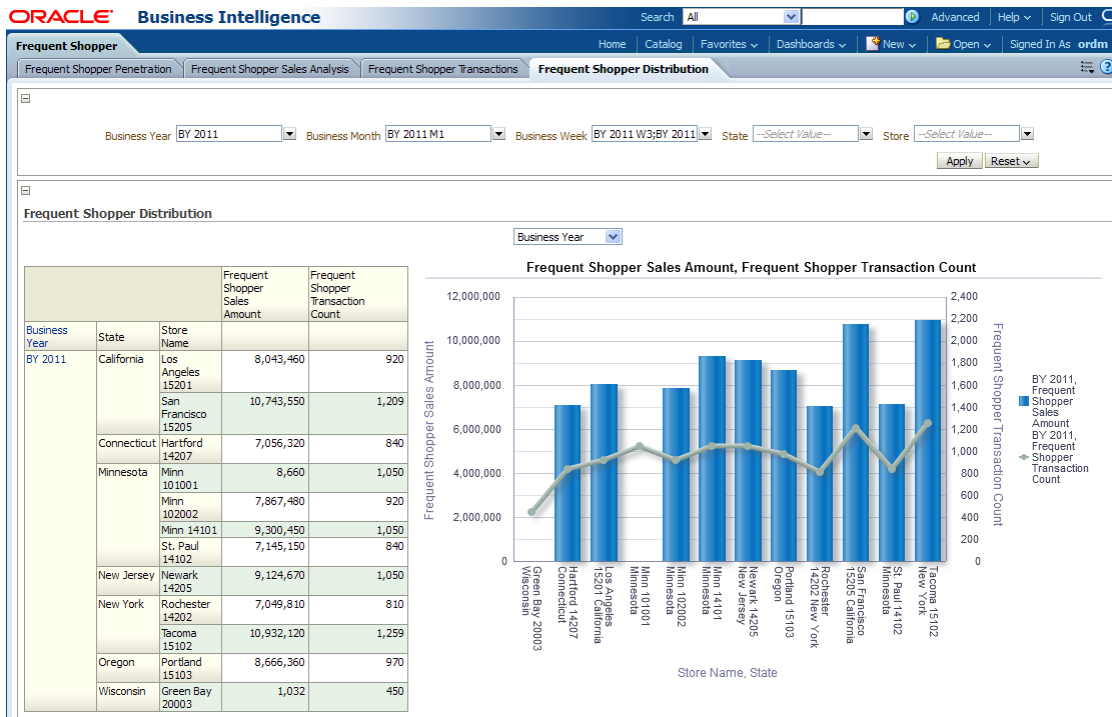 ORACLE Business Intelligence
Search All Advanced Help Sign Out
Frequent Shopper
Home Catalog Favorites Dashboards New Open Signed In As ordm
Frequent Shopper Penetration Frequent Shopper Sales Analysis Frequent Shopper Transactions Frequent Shopper Distribution
Business Year BY 2011 Business Month BY 2011 M1 Business Week BY 2011 W3;BY 2011 State --Select Value-- Store --Select Value--
Apply Reset
Frequent Shopper Distribution
Business Year
Frequent Shopper Sales Amount
Frequent Shopper Transaction Count
Business Year
State
Store Name
BY 2011
California Los Angeles 15201 8,043,460 920
San Francisco 15205 10,743,550 1,209
Connecticut Hartford 14207 7,056,320 840
Minnesota Minn 101001 8,660 1,050
Minn 102002 7,867,480 920
Minn 14101 9,300,450 1,050
St. Paul 14102 7,145,150 840
New Jersey Newark 14205 9,124,670 1,050
New York Rochester 14202 7,049,810 810
Tacoma 15102 10,932,120 1,259
Oregon Portland 15103 8,666,360 970
Wisconsin Green Bay 20003 1,032 450
Frequent Shopper Sales Amount, Frequent Shopper Transaction Count
Frequent Shopper Sales Amount
12,000,000
10,000,000
8,000,000
6,000,000
4,000,000
2,000,000
0
2,400
2,200
2,000
1,800
1,600
1,400
1,200
1,000
800
600
400
200
0
Frequent Shopper Transaction Count
Green Bay 20003 Wisconsin
Hartford 14207 Connecticut
Los Angeles 15201 California
Minn 101001 Minnesota
Minn 102002 Minnesota
Minn 14101 Minnesota
Newark 14205 New Jersey
Portland 15103 Oregon
Rochester 14202 New York
San Francisco 15205 California
St. Paul 14102 Minnesota
Tacoma 15102 New York
Store Name, State
BY 2011, Frequent Shopper Sales Amount
BY 2011, Frequent Shopper Transaction Count